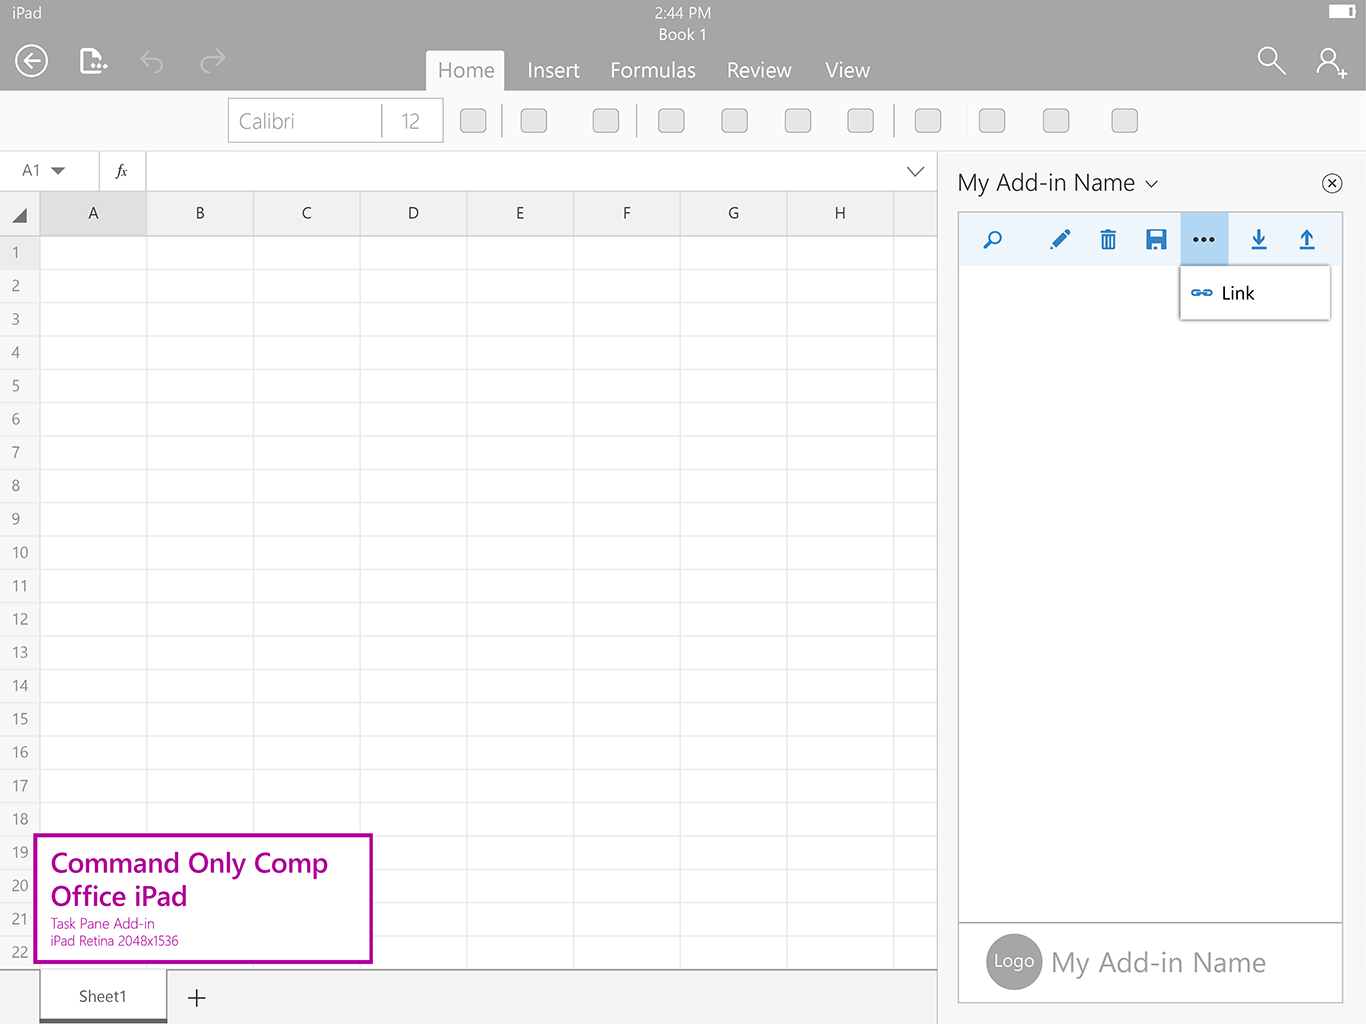 iPad
2:44 PM
Book 1
Home Insert Formulas Review View
Calibri 12
A1 fx
My Add-in Name
A B C D E F G H
Link
1
2
3
4
5
6
7
8
9
10
11
12
13
14
15
16
17
18
19
20
21
22
Command Only Comp
Office iPad
Task Pane Add-in
iPad Retina 2048x1536
Logo My Add-in Name
Sheet1